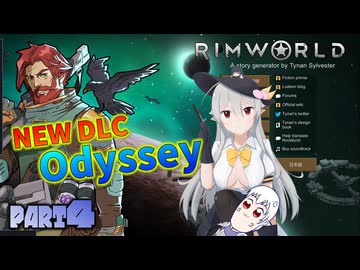 RIMWORLD
A story generator by Tynan Sylvester
Fiction primer
Ludeon blog
Forums
Official wiki
Tynan's twitter
Tynan's design book
Help translate RimWorld
Buy soundtrack
日本語
NEW DLC
Odyssey
PART4